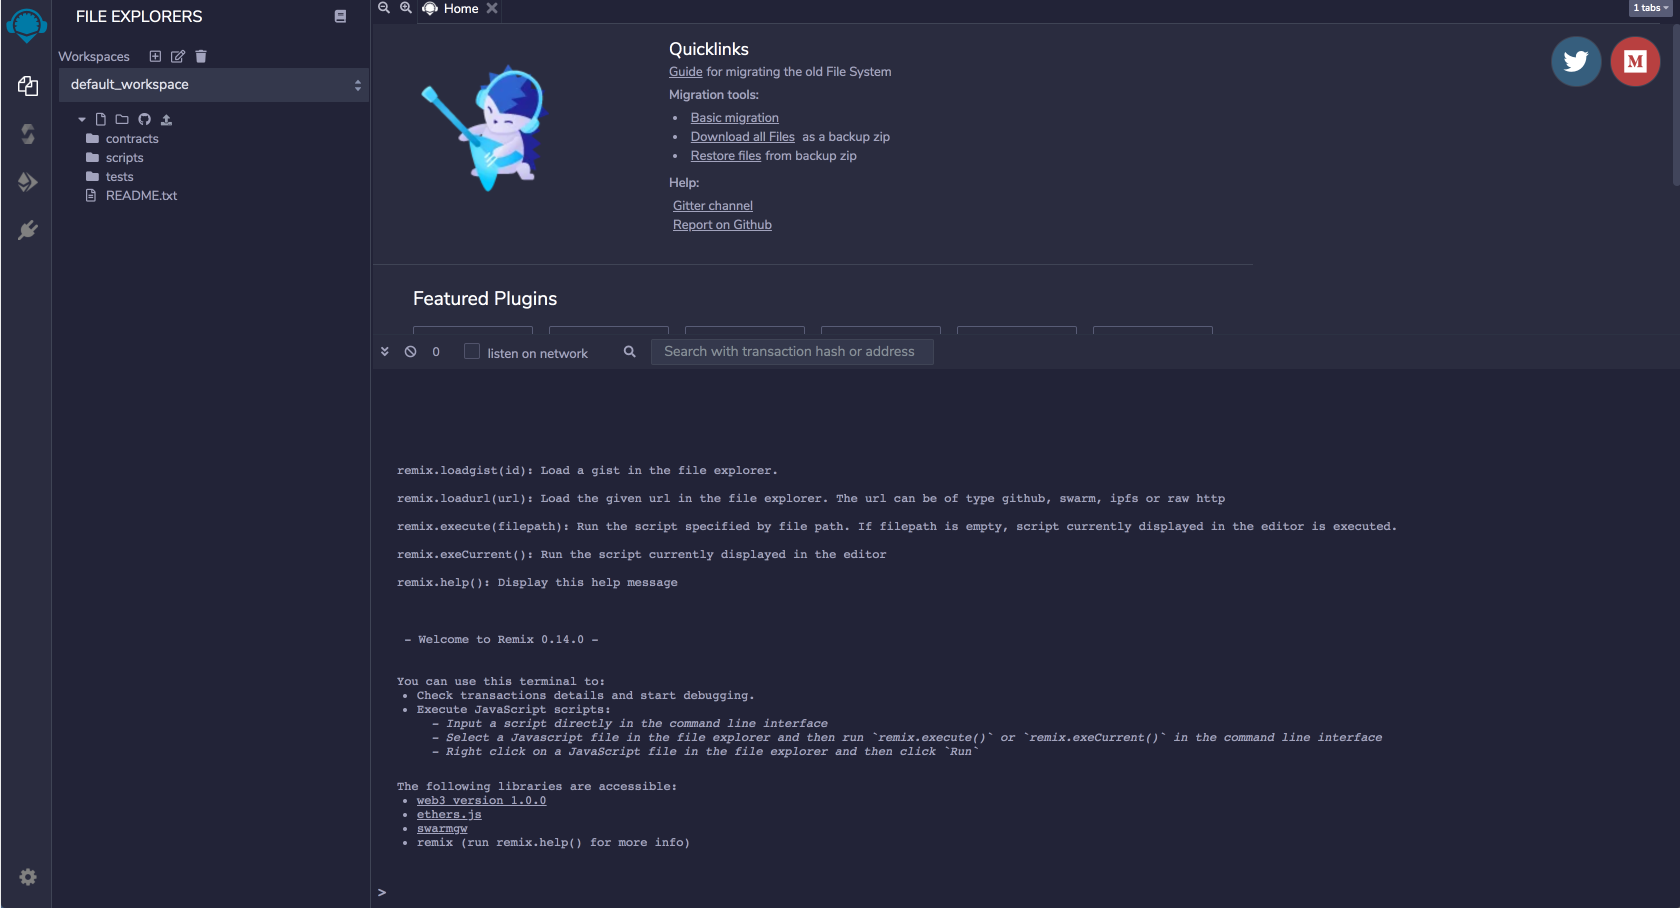 FILE EXPLORERS
Workspaces
default_workspace
contracts
scripts
tests
README.txt
Home
1 tabs
Quicklinks
Guide for migrating the old File System
Migration tools:
Basic migration
Download all Files as a backup zip
Restore files from backup zip
Help:
Gitter channel
Report on Github
M
Featured Plugins
0
listen on network
Search with transaction hash or address
remix.loadgist(id): Load a gist in the file explorer.
remix.loadurl(url): Load the given url in the file explorer. The url can be of type github, swarm, ipfs or raw http
remix.execute(filepath): Run the script specified by file path. If filepath is empty, script currently displayed in the editor is executed.
remix.exeCurrent(): Run the script currently displayed in the editor
remix.help(): Display this help message
- Welcome to Remix 0.14.0 -
You can use this terminal to:
• Check transactions details and start debugging.
• Execute JavaScript scripts:
- Input a script directly in the command line interface
- Select a Javascript file in the file explorer and then run `remix.execute()` or `remix.exeCurrent()` in the command line interface
- Right click on a JavaScript file in the file explorer and then click `Run`
The following libraries are accessible:
• web3 version 1.0.0
• ethers.js
• swarmgw
• remix (run remix.help() for more info)
>